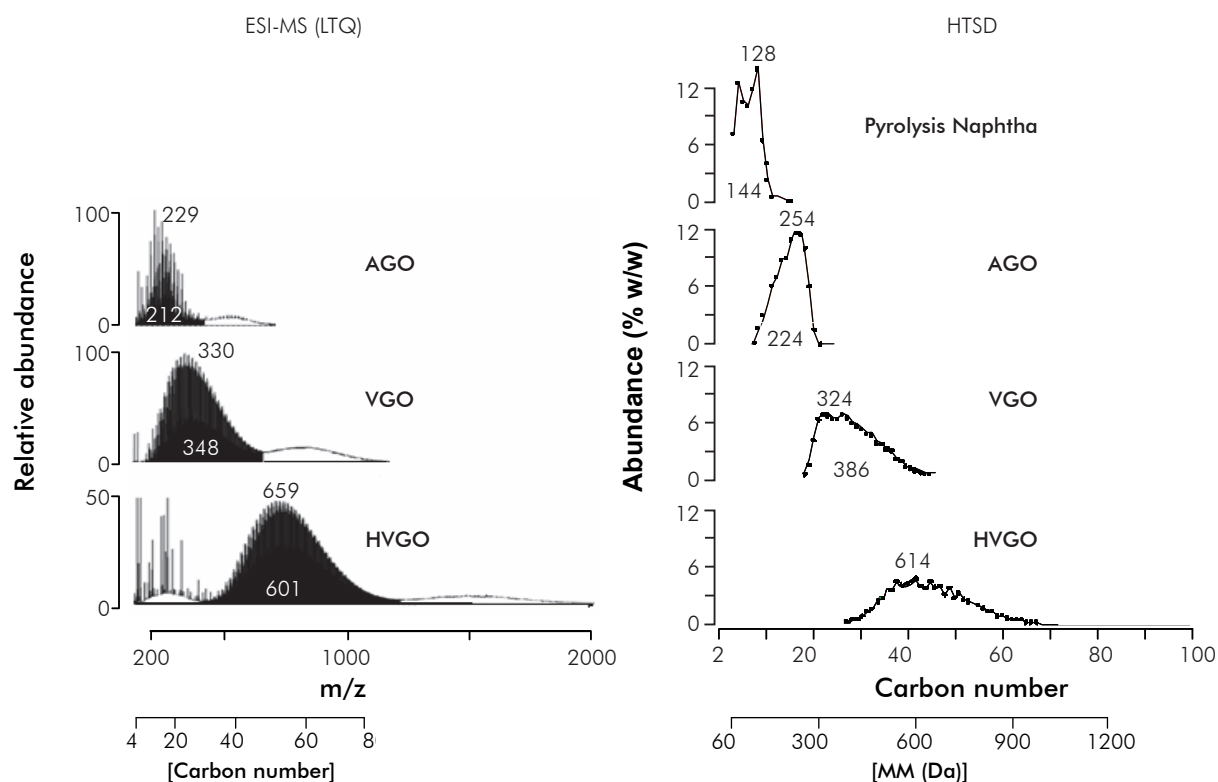 ESI-MS (LTQ)
Relative abundance
100
0
229
212
AGO
100
0
330
348
VGO
50
0
659
601
HVGO
200 1000 2000
m/z
4 20 40 60 8
[Carbon number]
HTSD
Abundance (% w/w)
12
6
0
128
144
Pyrolysis Naphtha
12
6
0
254
224
AGO
12
6
0
324
386
VGO
12
6
0
614
HVGO
2 20 40 60 80 100
Carbon number
60 300 600 900 1200
[MM (Da)]